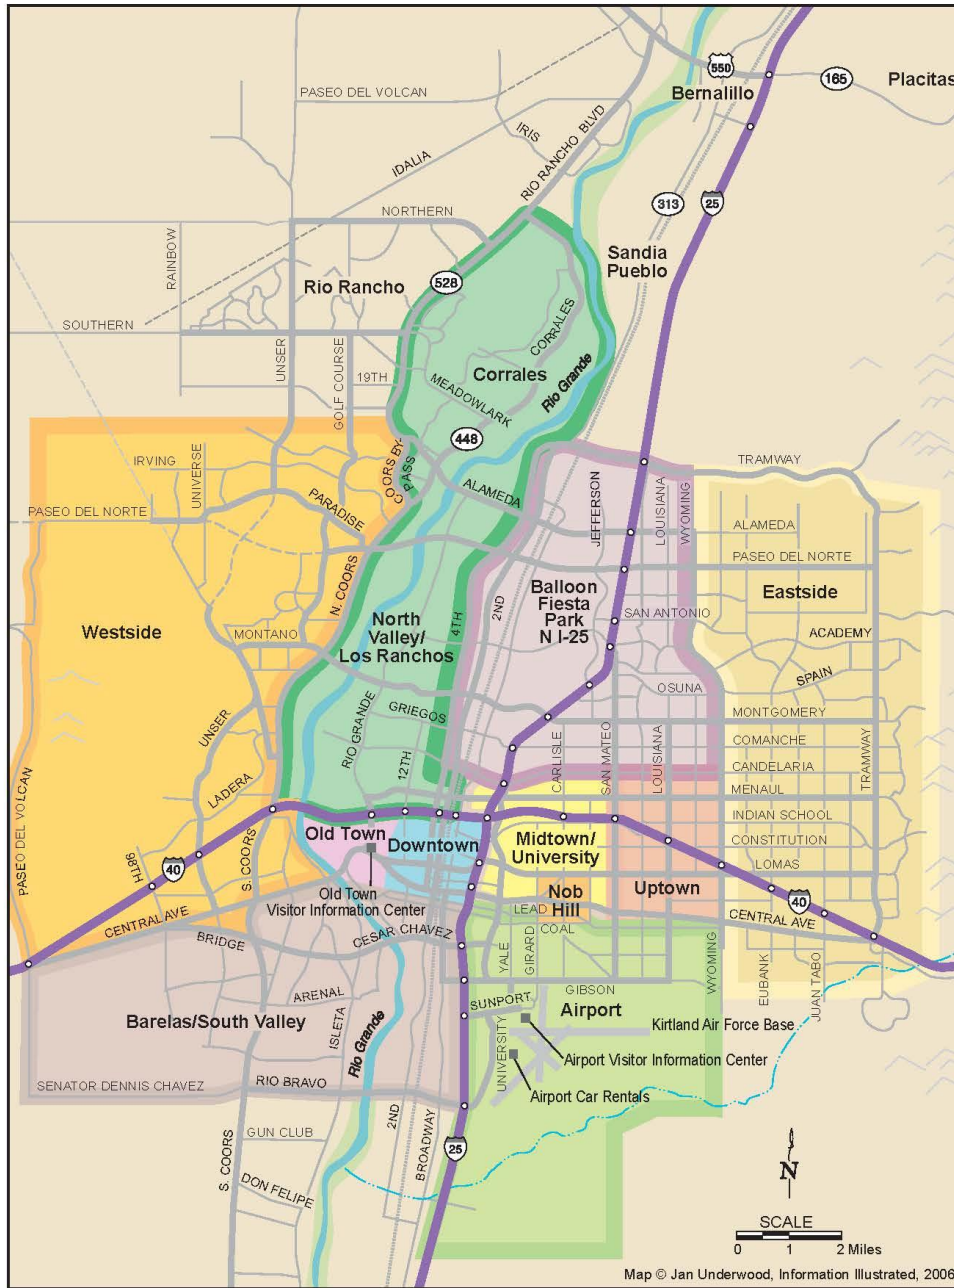 550
165
Placitas
Bernalillo
PASEO DEL VOLCAN
IRIS
IDALIA
RIO RANCHO BLVD
313
25
NORTHERN
RAINBOW
Sandia
Pueblo
528
Rio Rancho
SOUTHERN
UNSER
GOLF COURSE
19TH
CORRALES
Corrales
Rio Grande
MEADOWLARK
448
COORS BY-
PASS
IRVING
UNIVERSE
TRAMWAY
ALAMEDA
JEFFERSON
LOUISIANA
WYOMING
PARADISE
PASEO DEL NORTE
ALAMEDA
PASEO DEL NORTE
N. COORS
2ND
Balloon
Fiesta
Park
N I-25
Eastside
4TH
North
Valley/
Los Ranchos
SAN ANTONIO
Westside
MONTANO
ACADEMY
SPAIN
OSUNA
UNSER
RIO GRANDE
GRIEGOS
MONTGOMERY
12TH
CARLISLE
SAN MATEO
LOUISIANA
COMANCHE
TRAMWAY
CANDELARIA
LADERA
MENAUL
PASEO DEL VOLCAN
INDIAN SCHOOL
Old Town
Downtown
Midtown/
University
CONSTITUTION
LOMAS
98TH
40
S. COORS
Old Town
Visitor Information Center
Nob
Hill
Uptown
40
LEAD
COAL
CENTRAL AVE
CENTRAL AVE
BRIDGE
CESAR CHAVEZ
YALE
GIRARD
WYOMING
EUBANK
JUAN TABO
GIBSON
SUNPORT
ARENAL
Airport
Barelas/South Valley
ISLETA
Rio Grande
Kirtland Air Force Base
UNIVERSITY
Airport Visitor Information Center
SENATOR DENNIS CHAVEZ
RIO BRAVO
Airport Car Rentals
GUN CLUB
2ND
BROADWAY
25
S. COORS
DON FELIPE
N
SCALE
0 1 2 Miles
Map © Jan Underwood, Information Illustrated, 2006